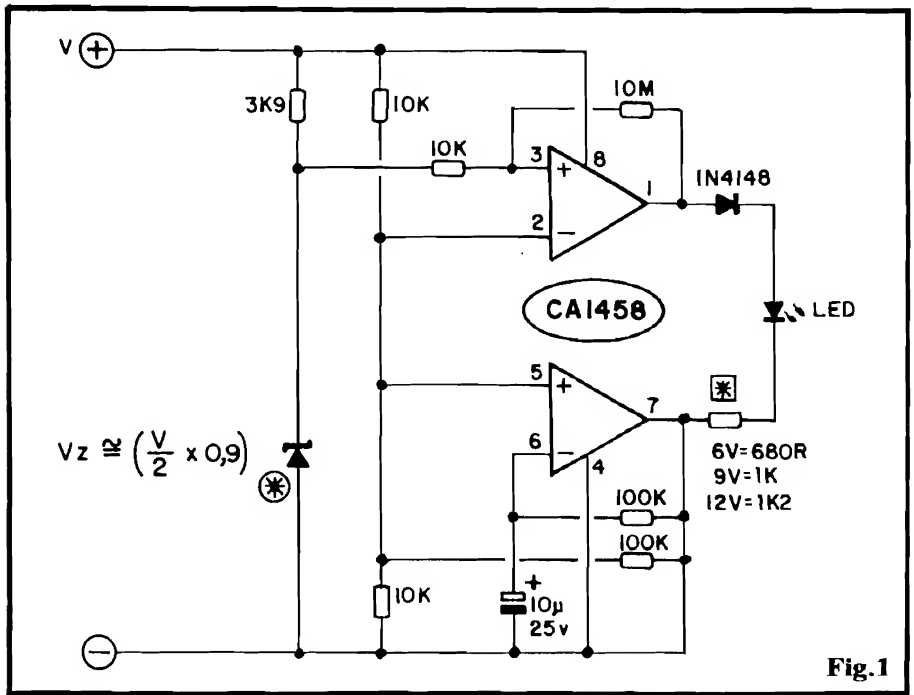 V +
3K9
10K
10M
10K
3
8
+
1
1N4148
2
−
CA1458
LED
5
+
7
*
6
−
4
6V=680R
9V=1K
12V=1K2
Vz ≅ (V/2 x 0,9)
*
100K
100K
10K
+
10µ
25v
−
Fig.1